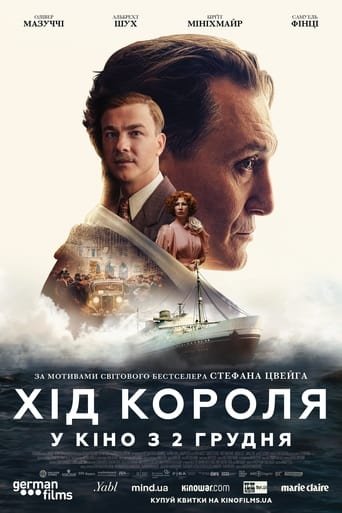 ОЛІВЕР МАЗУЧЧІ
АЛЬБРЕХТ ШУХ
БІРГІТ МІНІХМАЙР
САМУЕЛЬ ФІНЦІ
ЗА МОТИВАМИ СВІТОВОГО БЕСТСЕЛЕРА СТЕФАНА ЦВЕЙГА
ХІД КОРОЛЯ
У КІНО З 2 ГРУДНЯ
german films
Yabl
mind.ua
kinowar.com
marie claire
КУПУЙ КВИТКИ НА KINOFILMS.UA